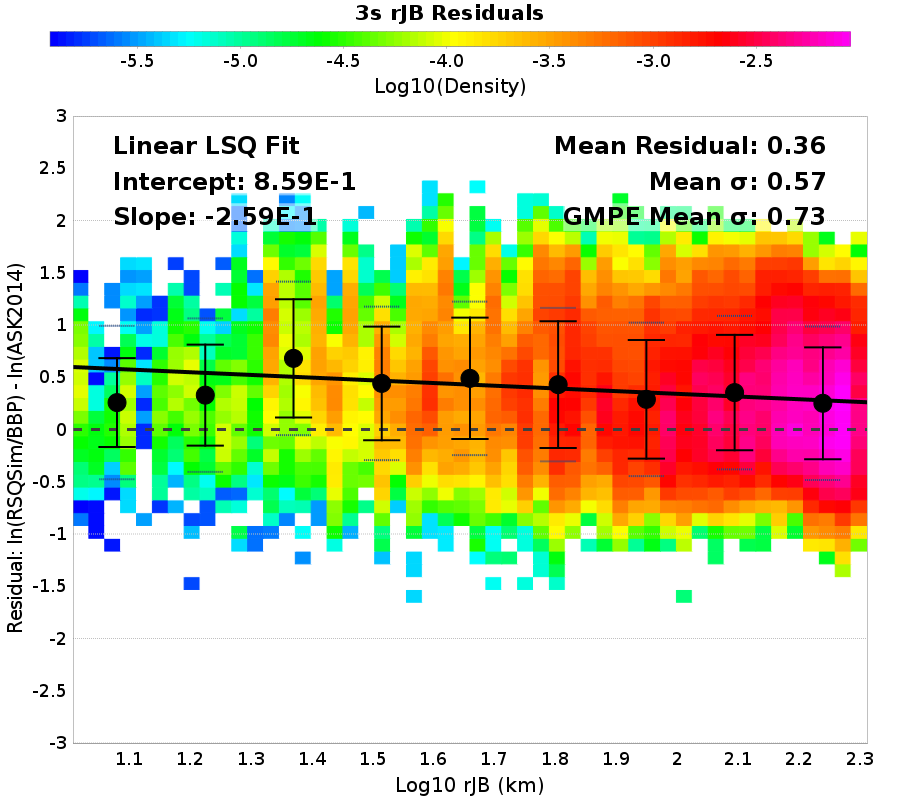 3s rJB Residuals
-5.5 -5.0 -4.5 -4.0 -3.5 -3.0 -2.5
Log10(Density)
Linear LSQ Fit
Intercept: 8.59E-1
Slope: -2.59E-1
Mean Residual: 0.36
Mean σ: 0.57
GMPE Mean σ: 0.73
Residual: ln(RSQSim/BBP) - ln(ASK2014)
3
2.5
2
1.5
1
0.5
0
-0.5
-1
-1.5
-2
-2.5
-3
1.1 1.2 1.3 1.4 1.5 1.6 1.7 1.8 1.9 2 2.1 2.2 2.3
Log10 rJB (km)